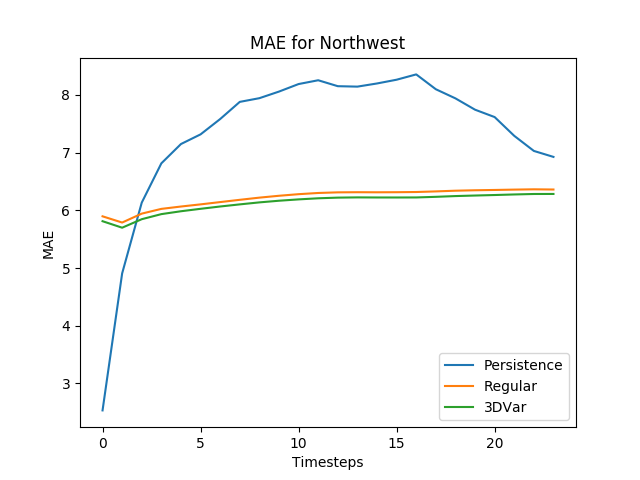 MAE for Northwest
MAE
8
7
6
5
4
3
0 5 10 15 20
Timesteps
Persistence
Regular
3DVar